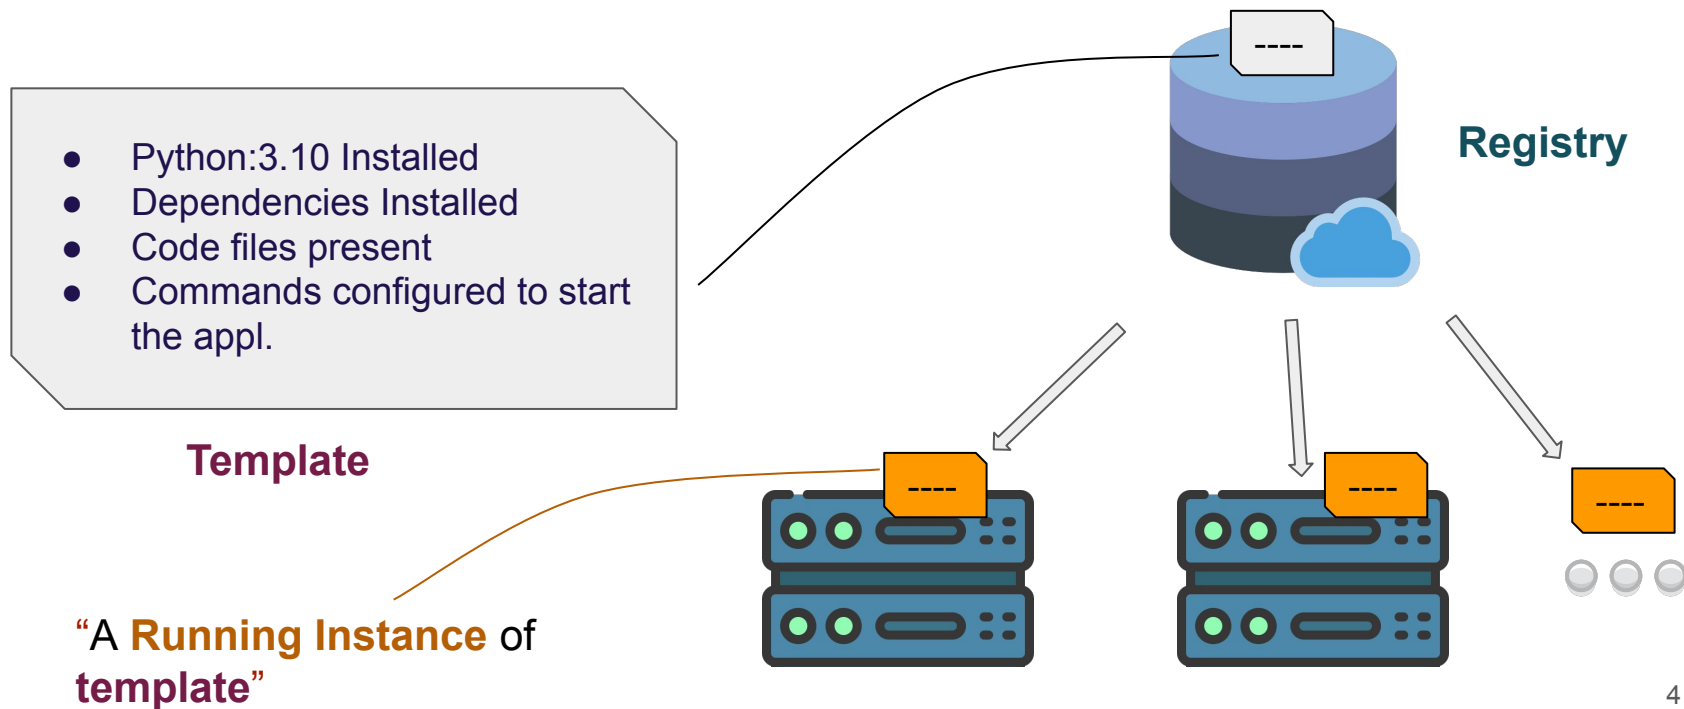 ----
Registry
● Python:3.10 Installed
● Dependencies Installed
● Code files present
● Commands configured to start
the appl.
Template
----
----
----
“A Running Instance of
template”
4